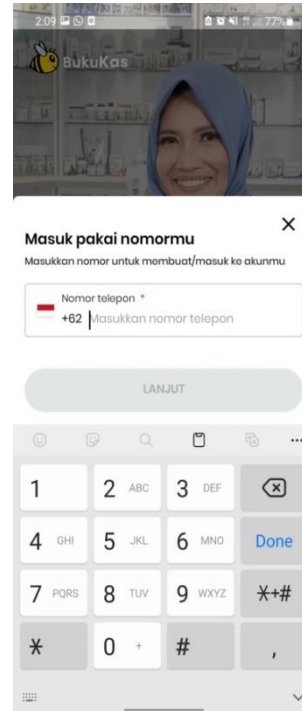 2:09
77%
BukuKas
Masuk pakai nomormu
Masukkan nomor untuk membuat/masuk ke akunmu
Nomor telepon *
+62 Masukkan nomor telepon
LANJUT
1
2 ABC
3 DEF
4 GHI
5 JKL
6 MNO
Done
7 PQRS
8 TUV
9 WXYZ
*+#
*
0 +
#
,